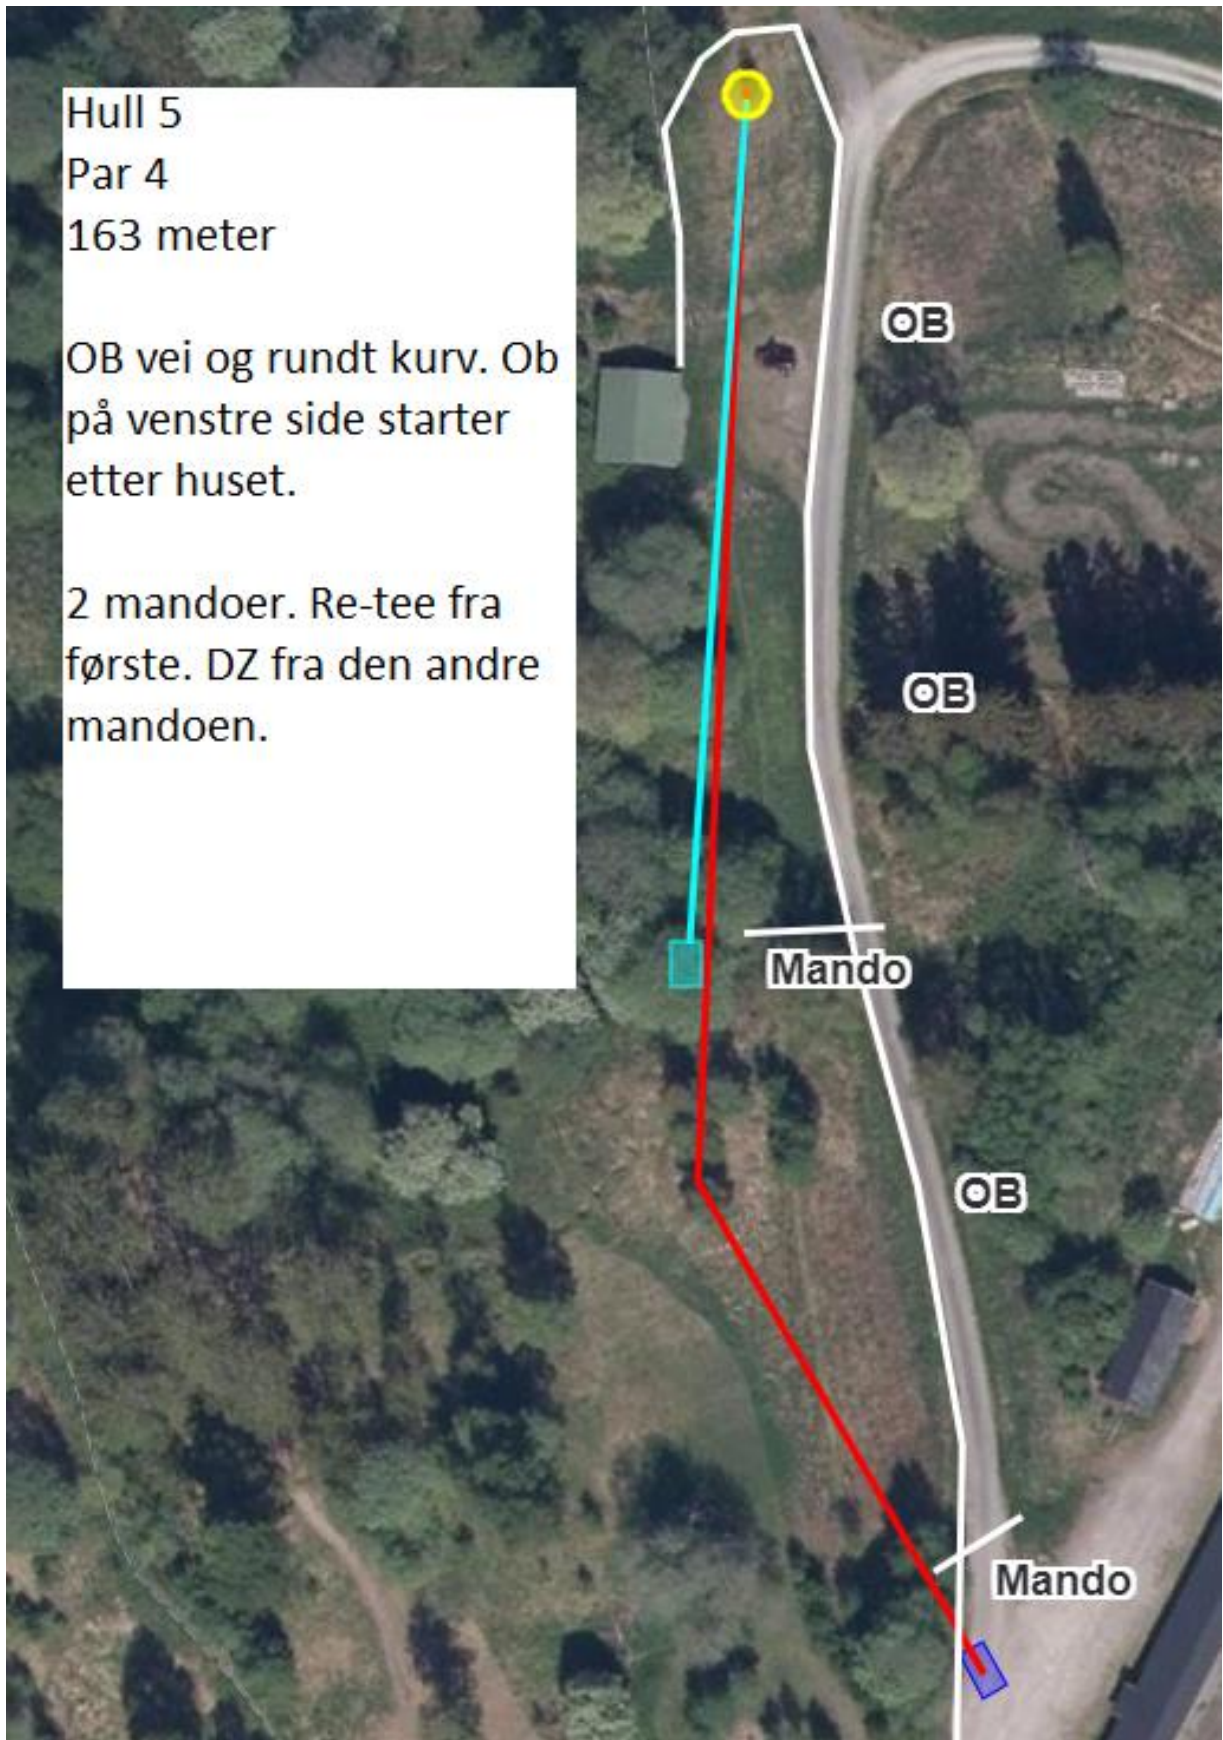 Hull 5
Par 4
163 meter
OB vei og rundt kurv. Ob
på venstre side starter
etter huset.
2 mandoer. Re-tee fra
første. DZ fra den andre
mandoen.
OB
OB
Mando
OB
Mando